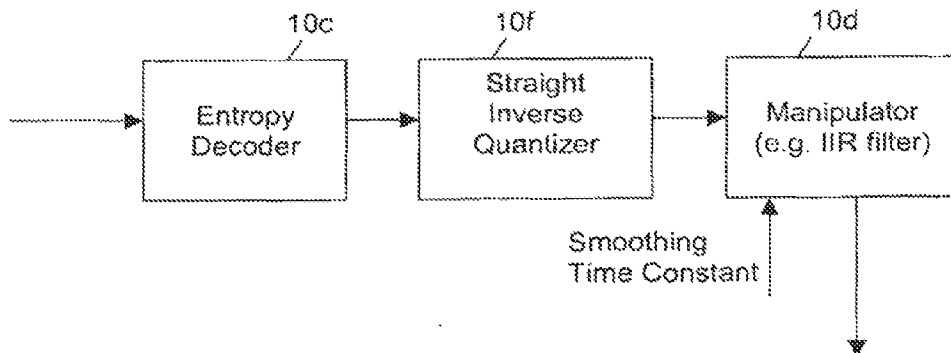 10c
10f
10d
Entropy
Decoder
Straight
Inverse
Quantizer
Manipulator
(e.g. IIR filter)
Smoothing
Time Constant